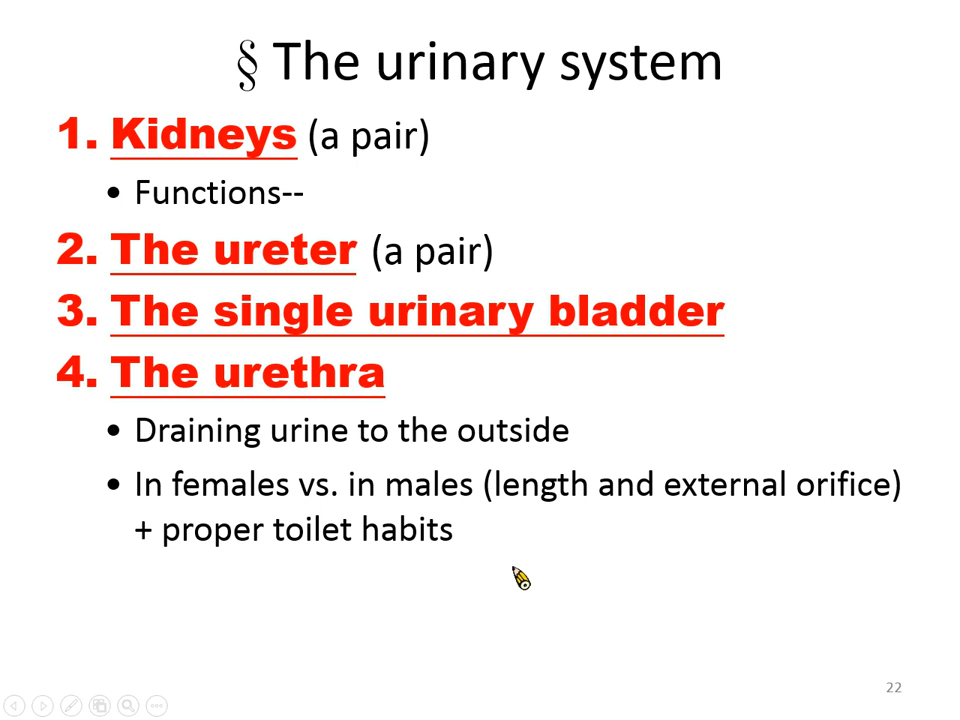 § The urinary system
1. Kidneys (a pair)
• Functions--
2. The ureter (a pair)
3. The single urinary bladder
4. The urethra
• Draining urine to the outside
• In females vs. in males (length and external orifice)
+ proper toilet habits
22